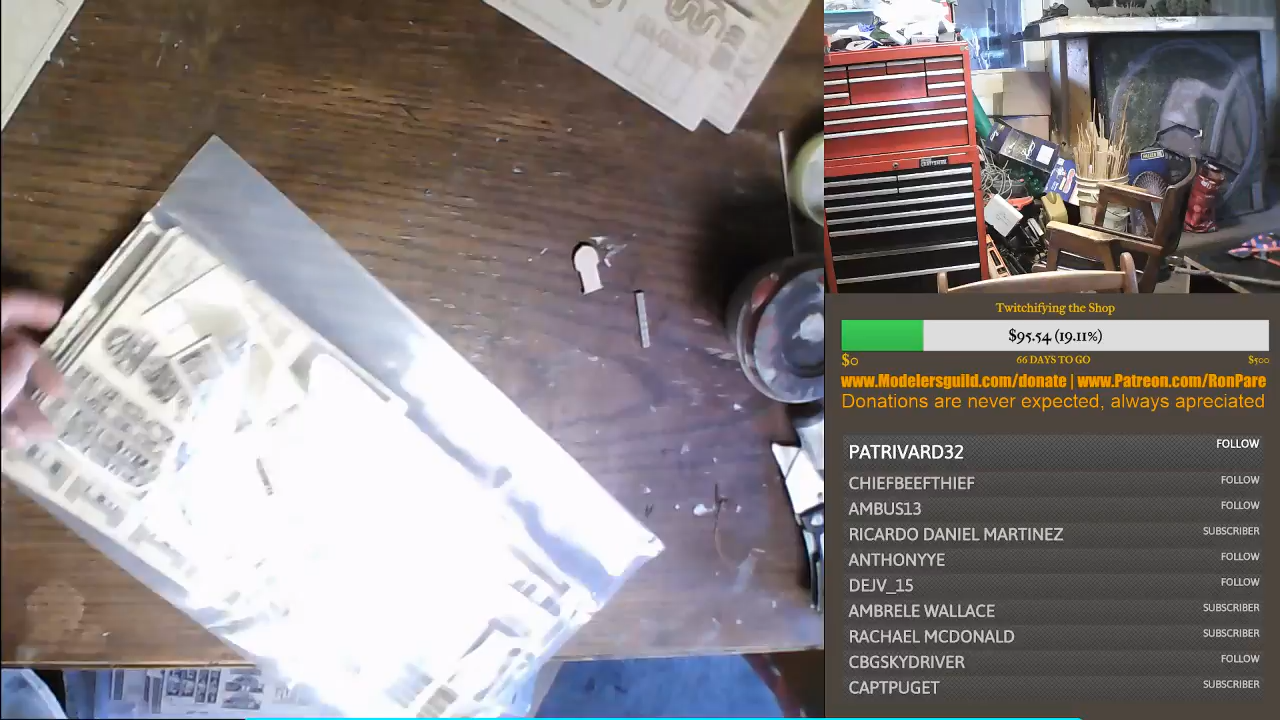 Twitchifying the Shop
$95.54 (19.11%)
$0 66 DAYS TO GO $500
www.Modelersguild.com/donate | www.Patreon.com/RonPare
Donations are never expected, always apreciated
PATRIVARD32 FOLLOW
CHIEFBEEFTHIEF FOLLOW
AMBUS13 FOLLOW
RICARDO DANIEL MARTINEZ SUBSCRIBER
ANTHONYYE FOLLOW
DEJV_15 FOLLOW
AMBRELE WALLACE SUBSCRIBER
RACHAEL MCDONALD SUBSCRIBER
CBGSKYDRIVER FOLLOW
CAPTPUGET SUBSCRIBER